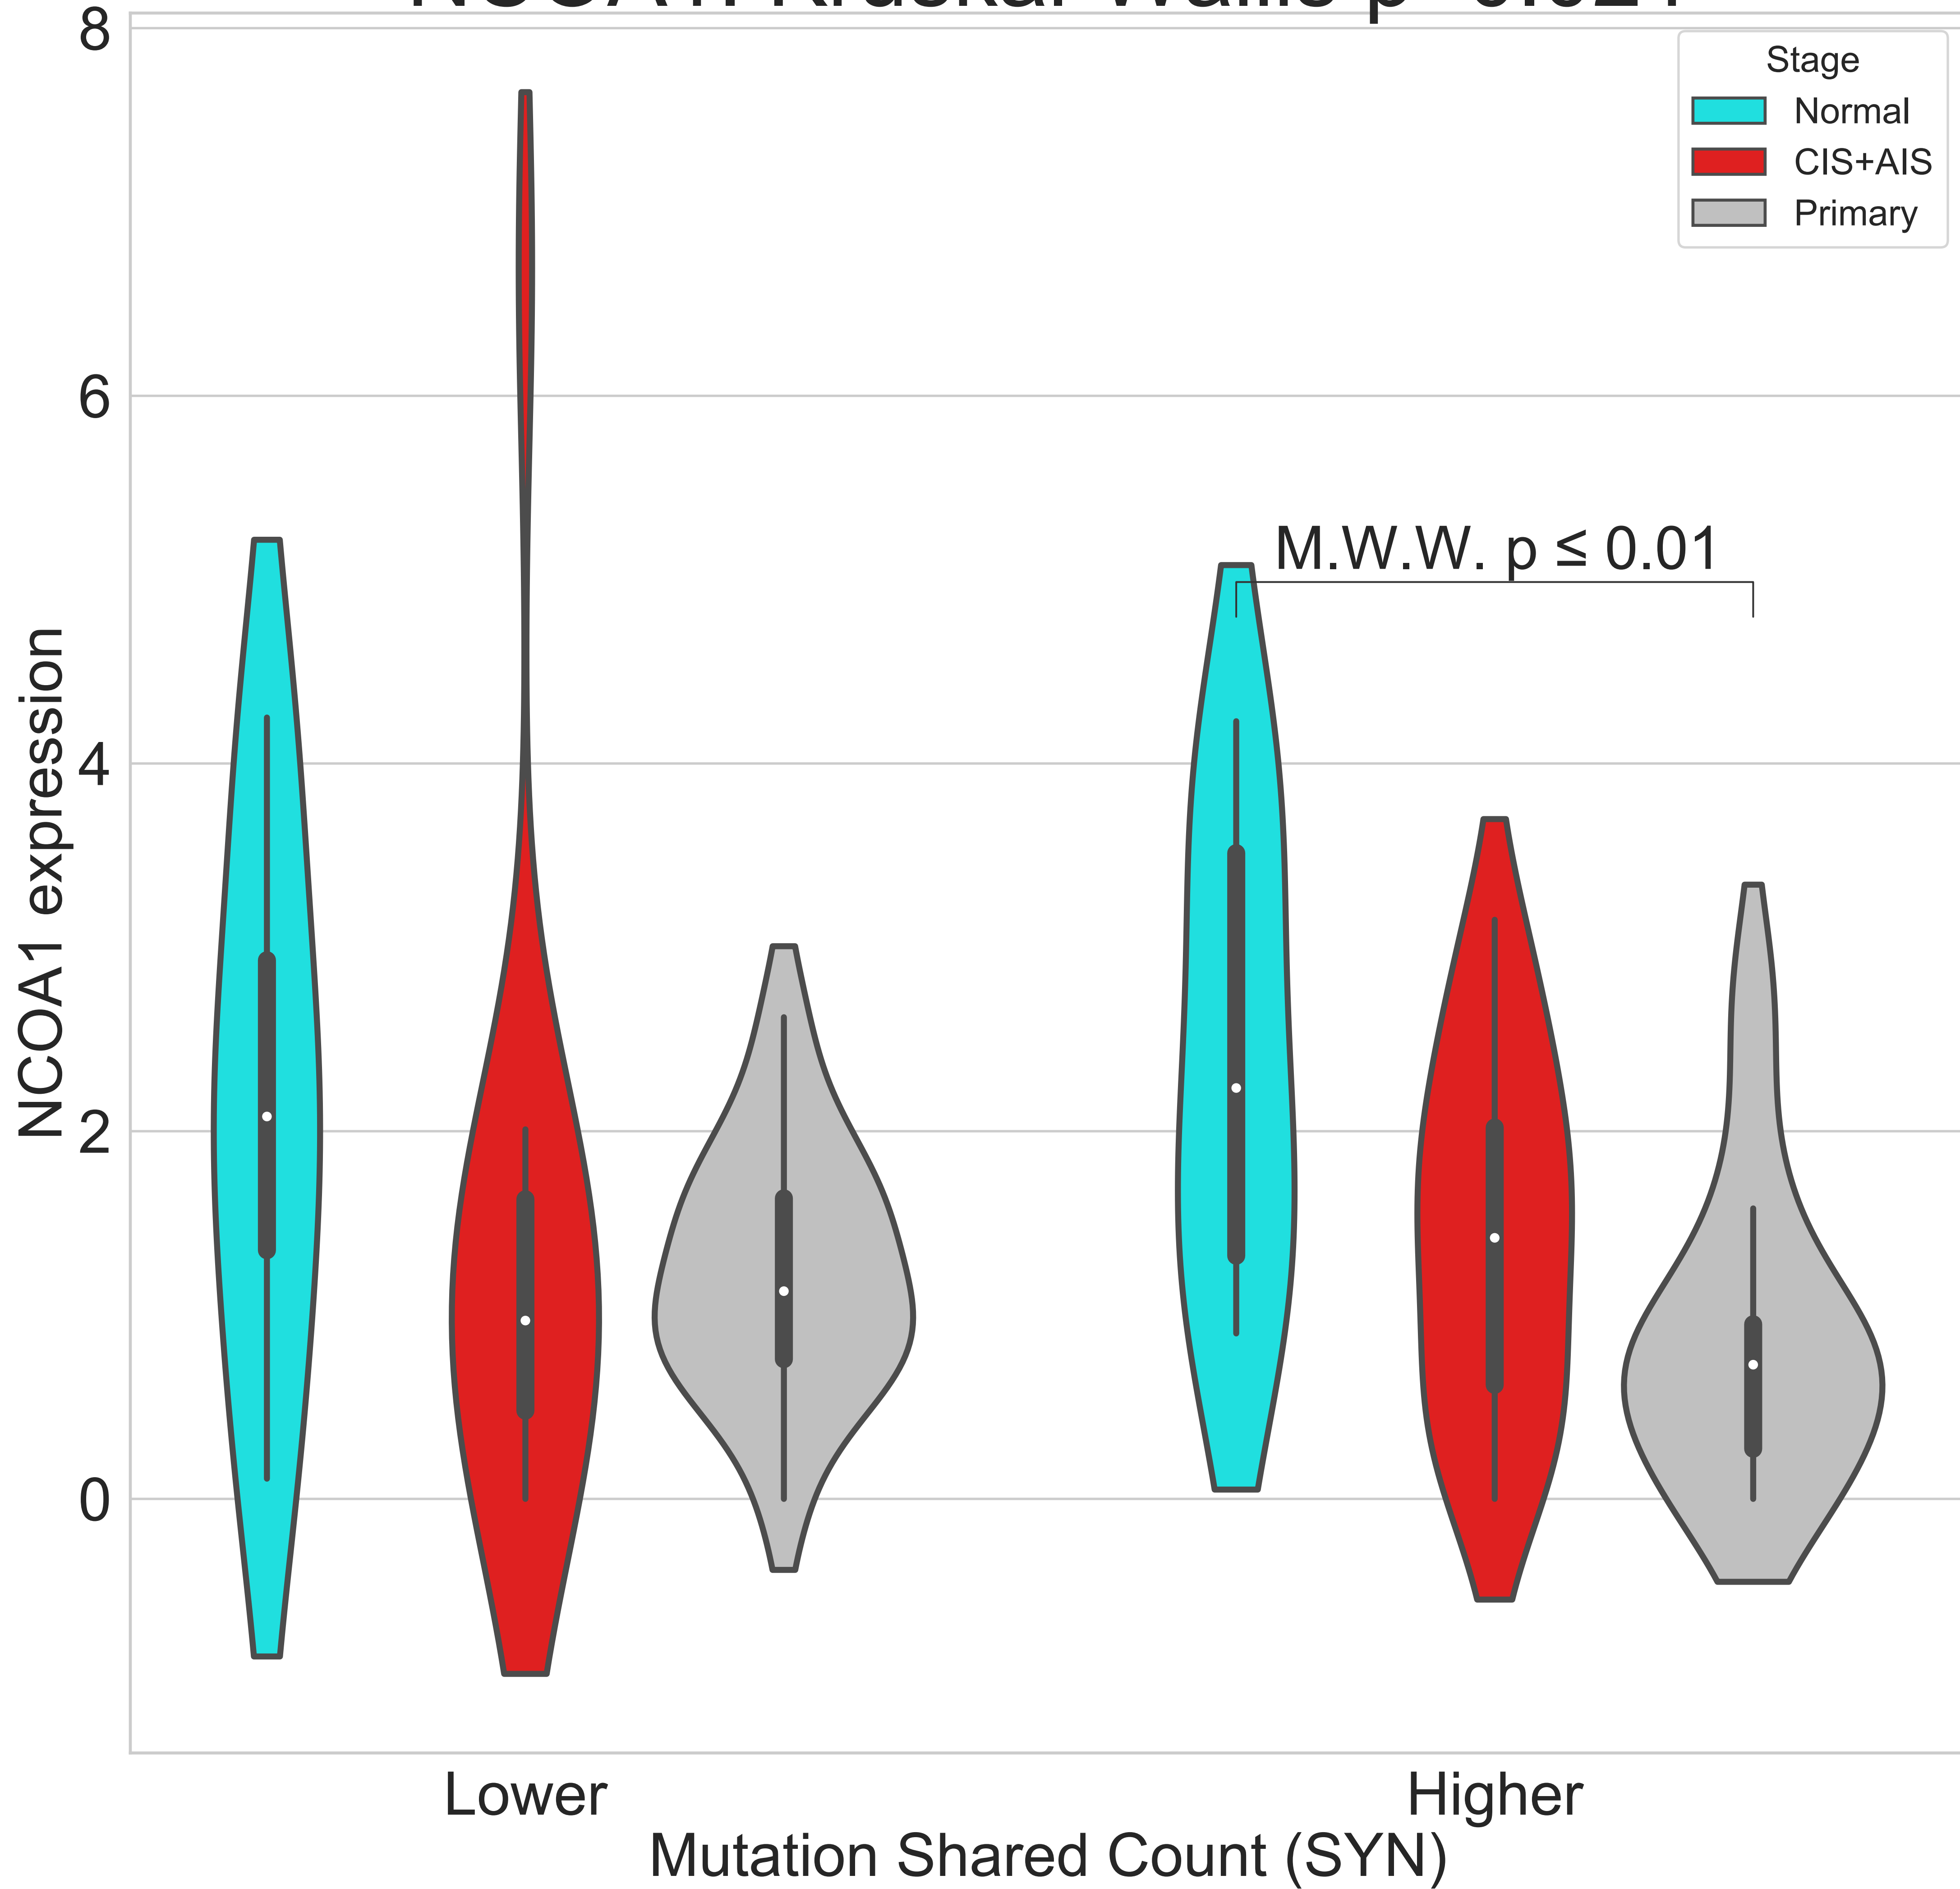 8
Stage
Normal
CIS+AIS
Primary
6
M.W.W. p ≤ 0.01
4
NCOA1 expression
2
0
Lower
Higher
Mutation Shared Count (SYN)